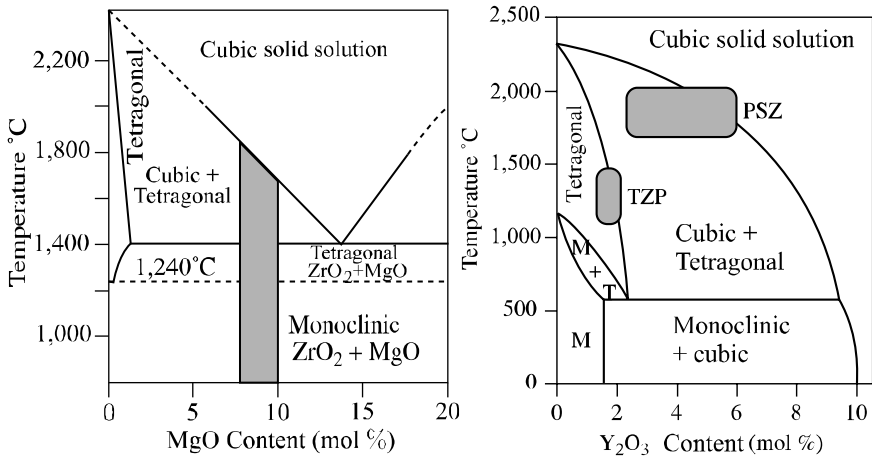 Temperature °C
2,200
1,800
1,400
1,000
Cubic solid solution
Tetragonal
Cubic +
Tetragonal
1,240°C
Tetragonal
ZrO2+MgO
Monoclinic
ZrO2 + MgO
0
5
10
15
20
MgO Content (mol %)
Temperature °C
2,500
2,000
1,500
1,000
500
0
Cubic solid solution
PSZ
Tetragonal
TZP
M
+
T
Cubic +
Tetragonal
M
Monoclinic
+ cubic
0
2
4
6
8
10
Y2O3 Content (mol %)